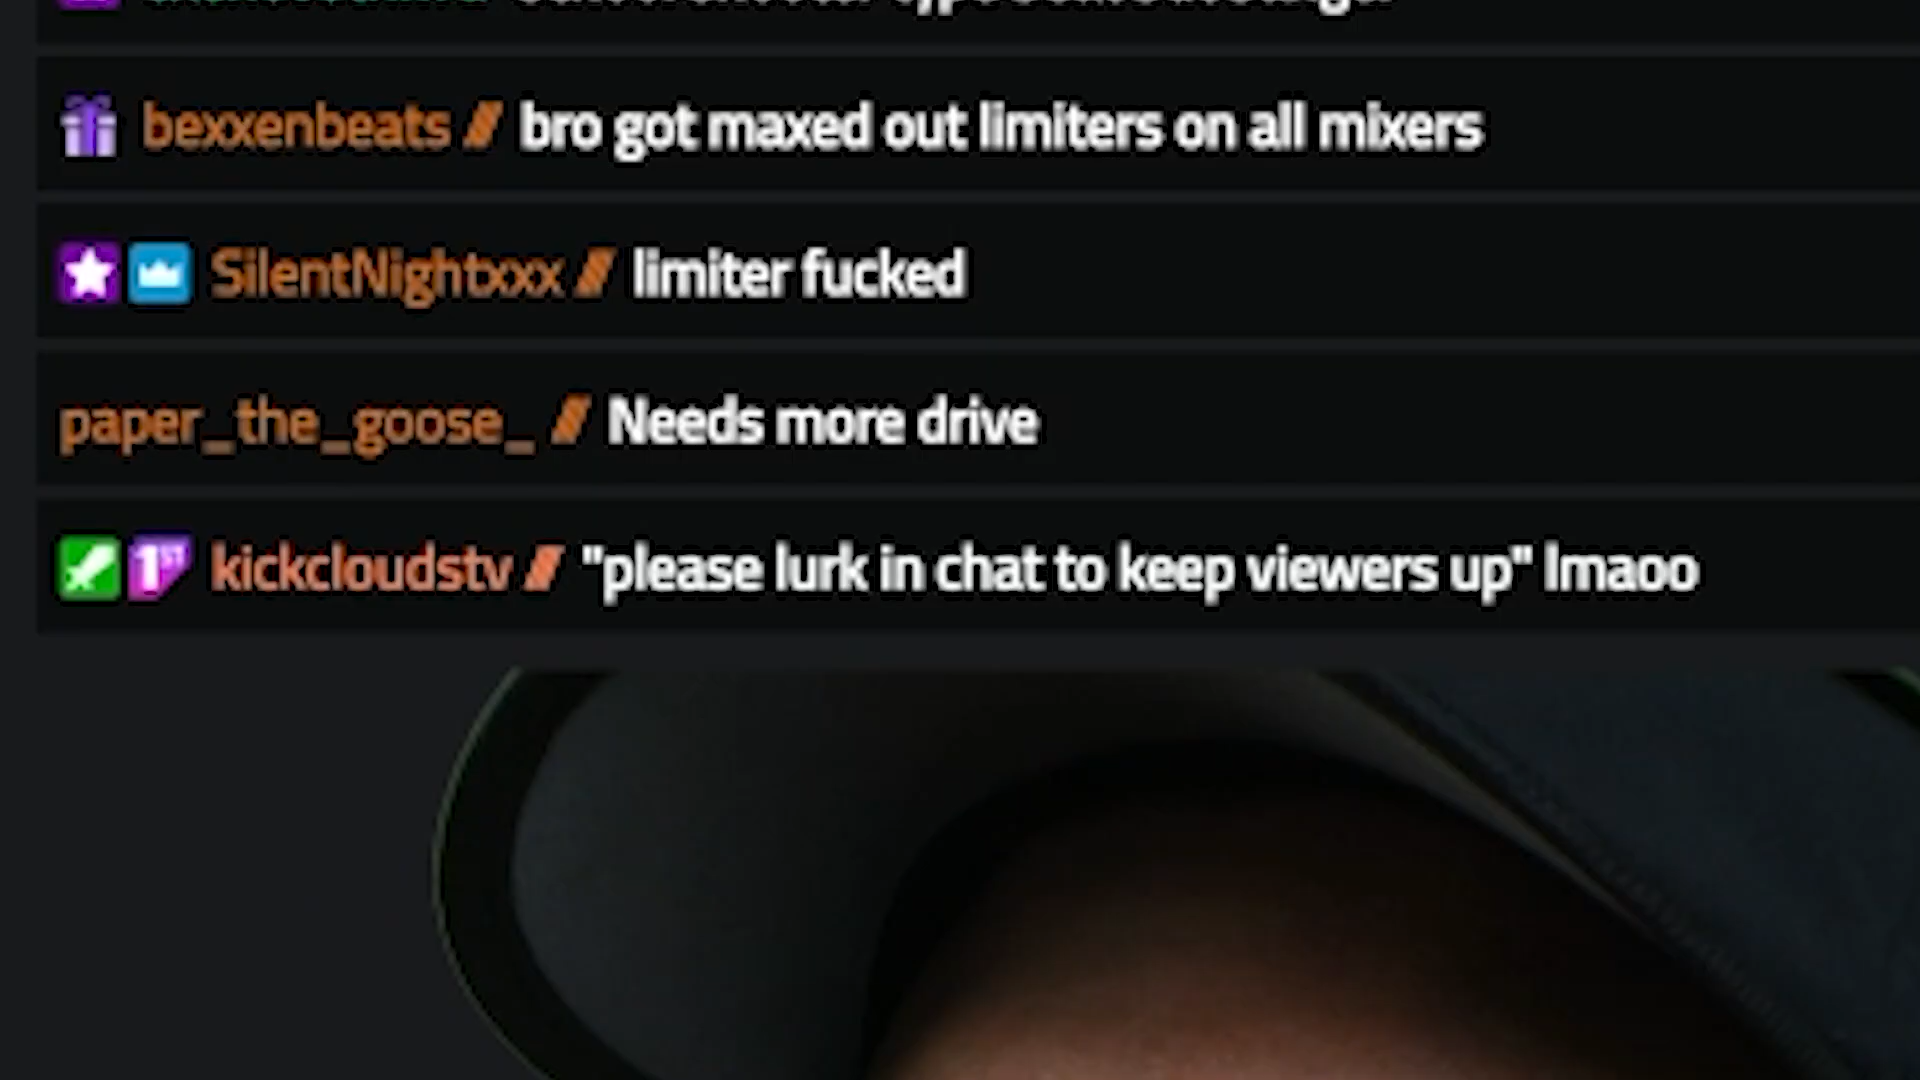 bexxenbeats // bro got maxed out limiters on all mixers
SilentNightxxx // limiter fucked
paper_the_goose_ // Needs more drive
1ST kickcloudstv // "please lurk in chat to keep viewers up" lmaoo